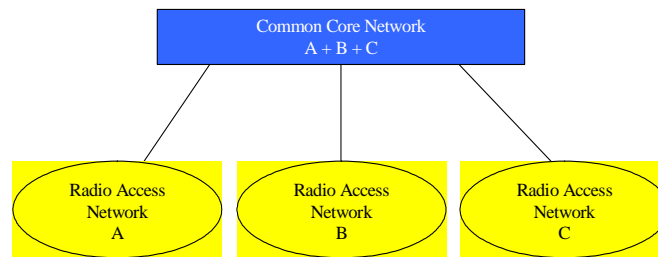 Common Core Network
A + B + C
Radio Access
Network
A
Radio Access
Network
B
Radio Access
Network
C